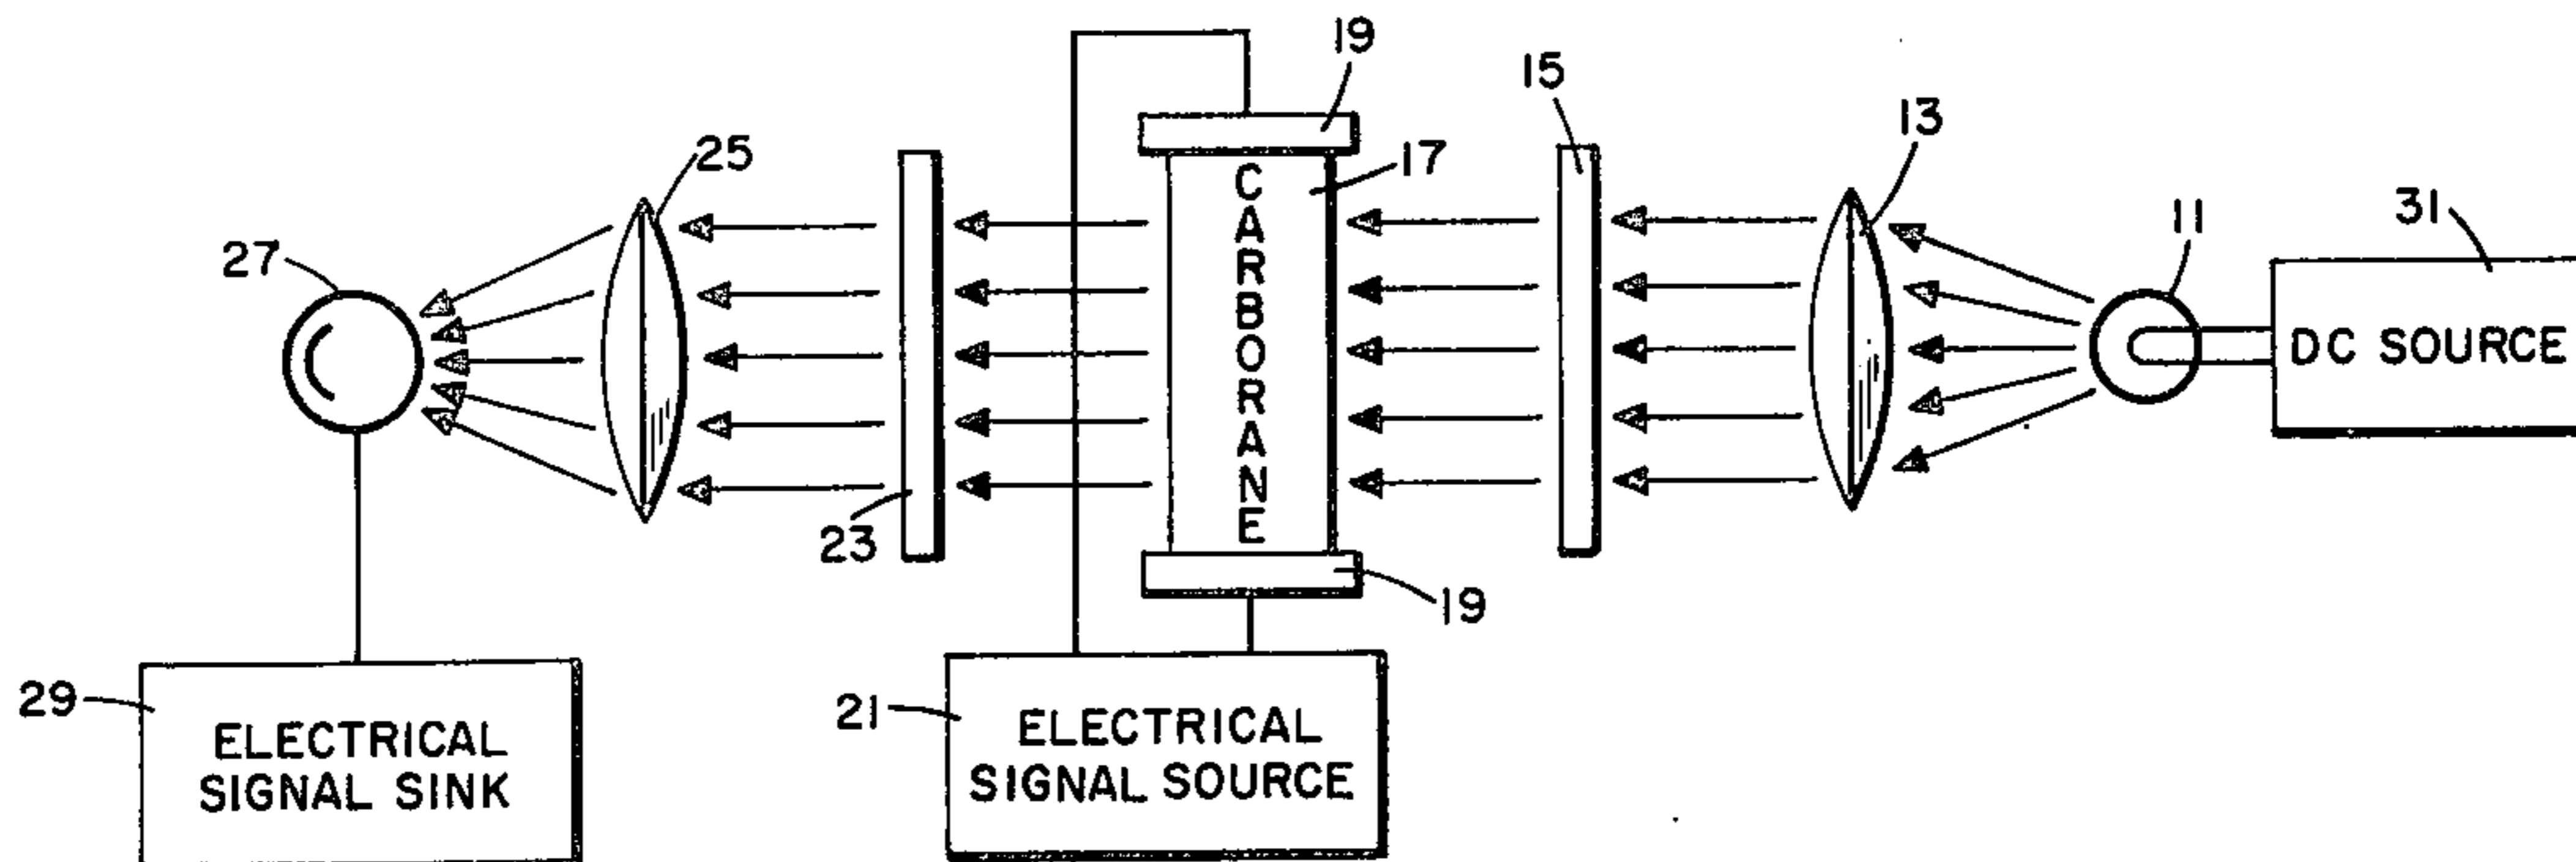 19
15
13
25
17
11
31
27
CARBORANE
DC SOURCE
23
19
29
21
ELECTRICAL
SIGNAL SINK
ELECTRICAL
SIGNAL SOURCE